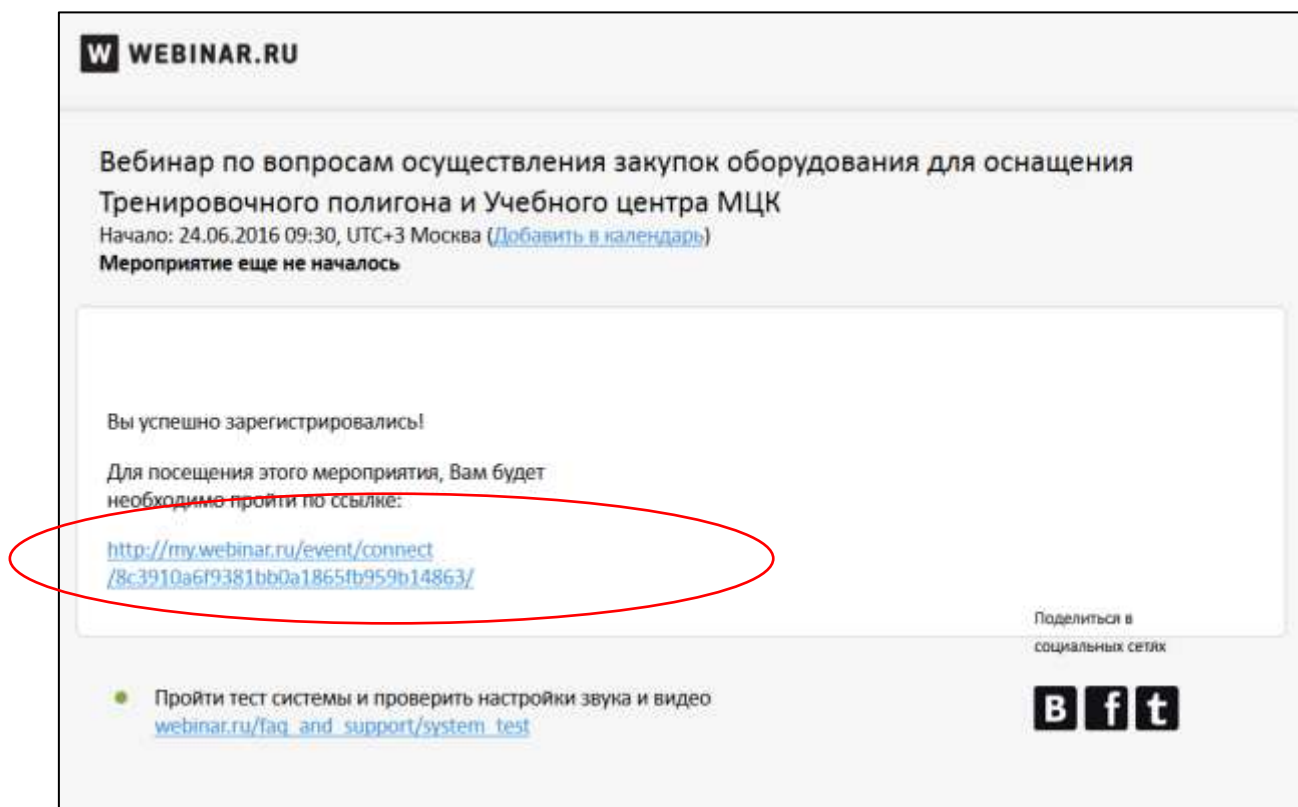 W WEBINAR.RU
Вебинар по вопросам осуществления закупок оборудования для оснащения
Тренировочного полигона и Учебного центра МЦК
Начало: 24.06.2016 09:30, UTC+3 Москва (Добавить в календарь)
Мероприятие еще не началось
Вы успешно зарегистрировались!
Для посещения этого мероприятия, Вам будет
необходимо пройти по ссылке:
http://my.webinar.ru/event/connect
/8c3910a6f9381bb0a1865fb959b14863/
Поделиться в
социальных сетях
Пройти тест системы и проверить настройки звука и видео
webinar.ru/faq_and_support/system_test
B f t